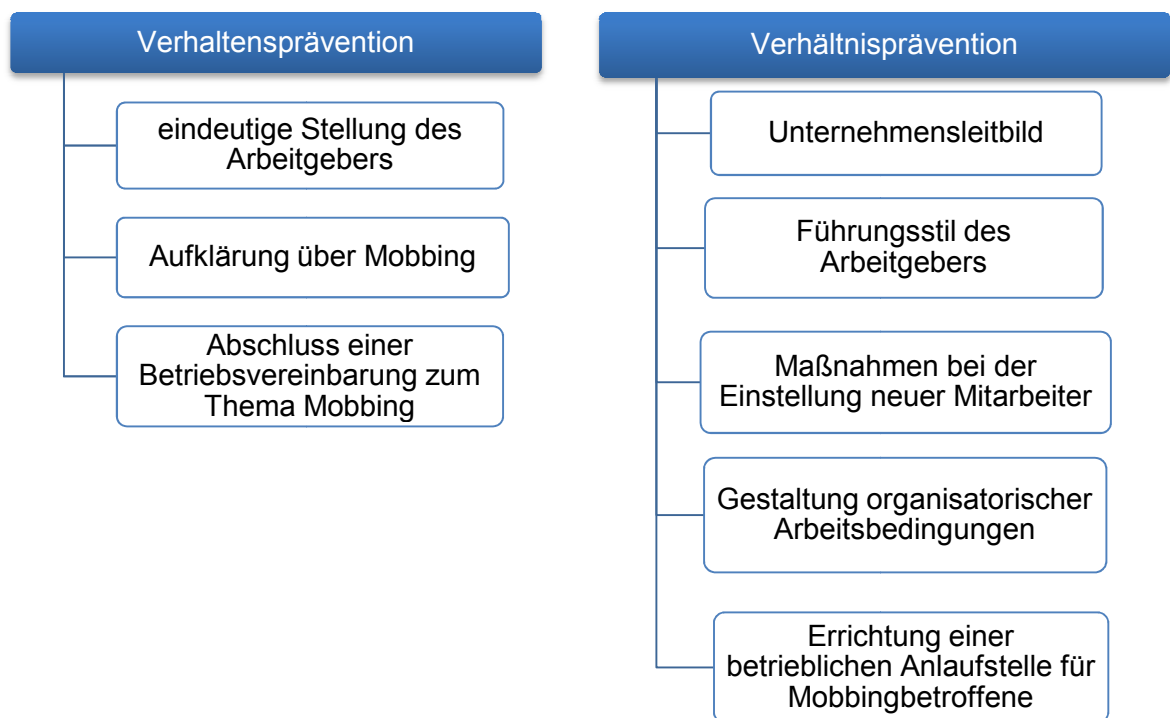 Verhaltensprävention
eindeutige Stellung des
Arbeitgebers
Aufklärung über Mobbing
Abschluss einer
Betriebsvereinbarung zum
Thema Mobbing
Verhältnisprävention
Unternehmensleitbild
Führungsstil des
Arbeitgebers
Maßnahmen bei der
Einstellung neuer Mitarbeiter
Gestaltung organisatorischer
Arbeitsbedingungen
Errichtung einer
betrieblichen Anlaufstelle für
Mobbingbetroffene